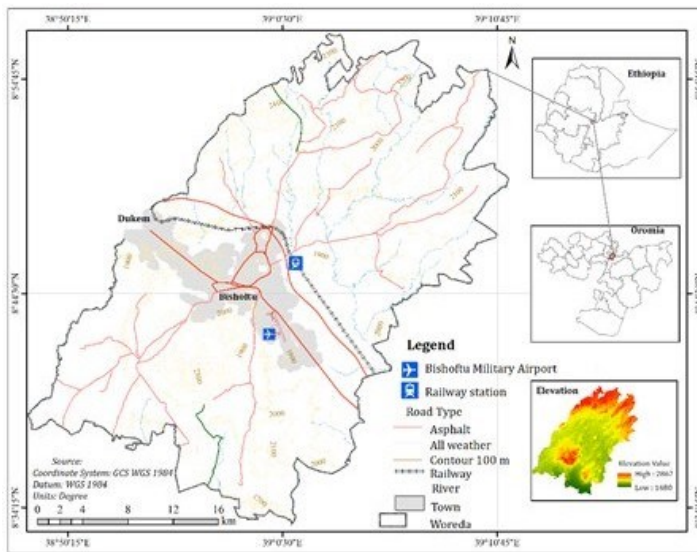 38°50'15"E 39°0'30"E 39°10'45"E
N
8°54'45"N
Ethiopia
Dukem
Oromia
8°44'30"N
Bishoftu
Legend
Bishoftu Military Airport
Railway station
Road Type
Asphalt
All weather
Contour 100 m
Railway
River
Town
Woreda
Elevation
Elevation Value
High : 2867
Low : 1680
Source:
Coordinate System: GCS WGS 1984
Datum: WGS 1984
Units: Degree
0 2 4 8 12 16
km
8°34'15"N
38°50'15"E 39°0'30"E 39°10'45"E